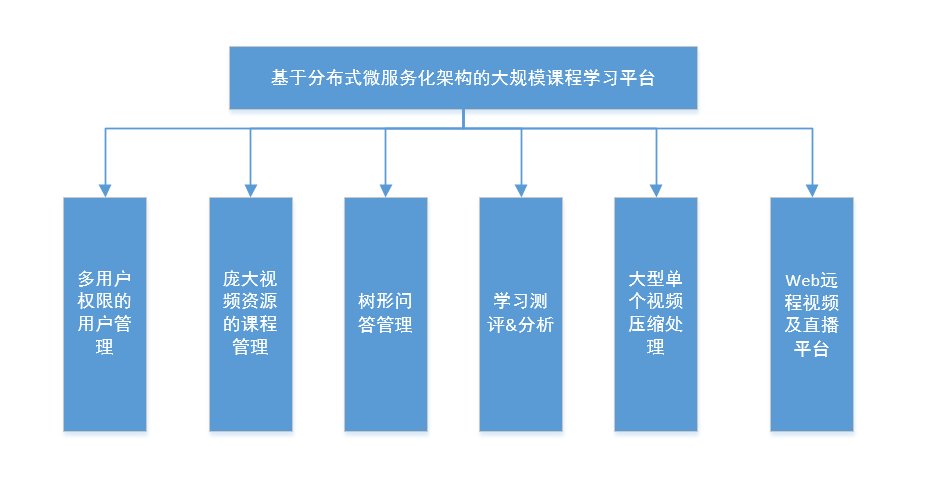 基于分布式微服务化架构的大规模课程学习平台
多用户
权限的
用户管
理
庞大视
频资源
的课程
管理
树形问
答管理
学习测
评&分析
大型单
个视频
压缩处
理
Web远
程视频
及直播
平台